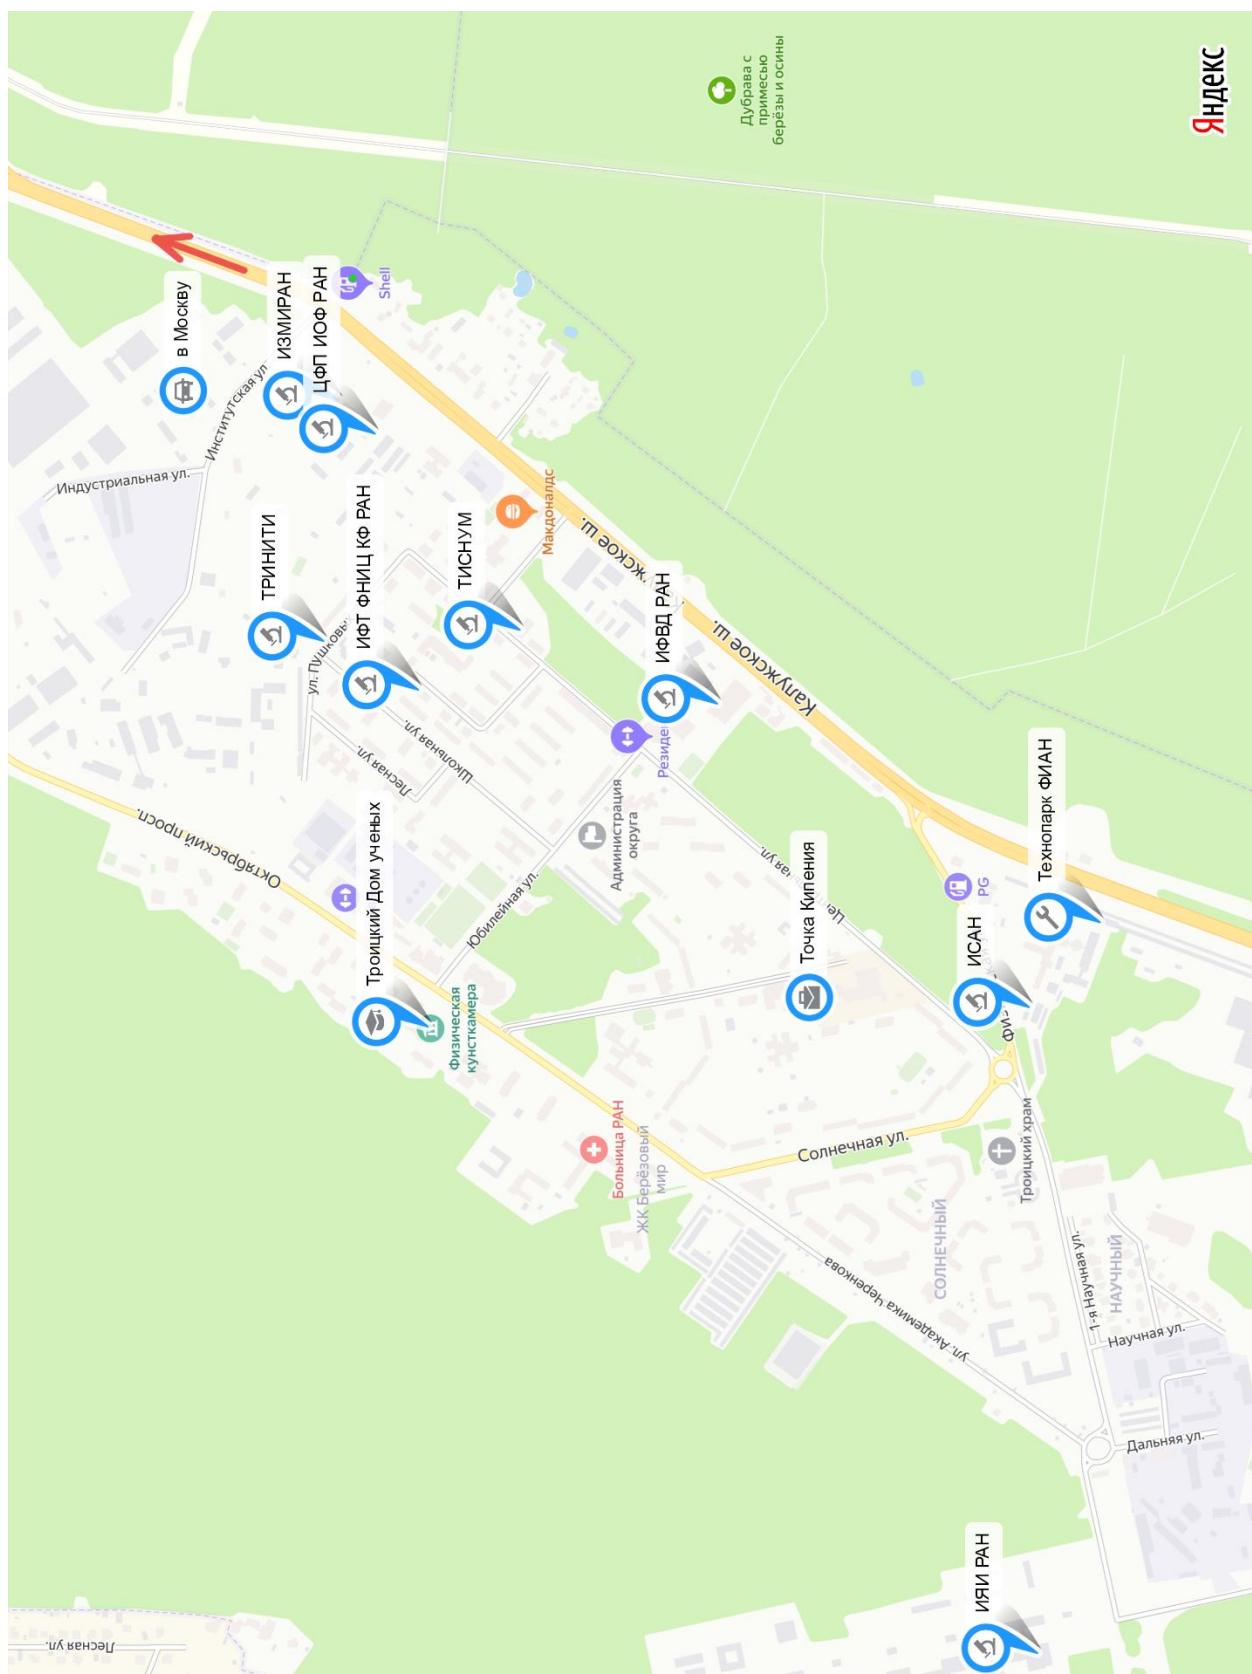 в Москву
ИЗМИРАН
ЦФП ИОФ РАН
Shell
Дубрава с
примесью
берёзы и осины
Яндекс
Институтская ул.
Индустриальная ул.
ТРИНИТИ
ИФТ ФНИЦ КФ РАН
ТИСНУМ
Макдоналдс
ул. Пушковых
Школьная ул.
Лесная ул.
Октябрьский просп.
Троицкий Дом ученых
Физическая
кунсткамера
Юбилейная ул.
Администрация
округа
ИФВД РАН
Калужское ш.
Калужское ш.
Точка Кипения
PG
ИСАН
Технопарк ФИАН
Больница РАН
ЖК Берёзовый
мир
Солнечная ул.
Троицкий храм
СОЛНЕЧНЫЙ
ул. Академика Черенкова
1-я Научная ул.
НАУЧНЫЙ
Научная ул.
Дальняя ул.
ИЯИ РАН
Лесная ул.